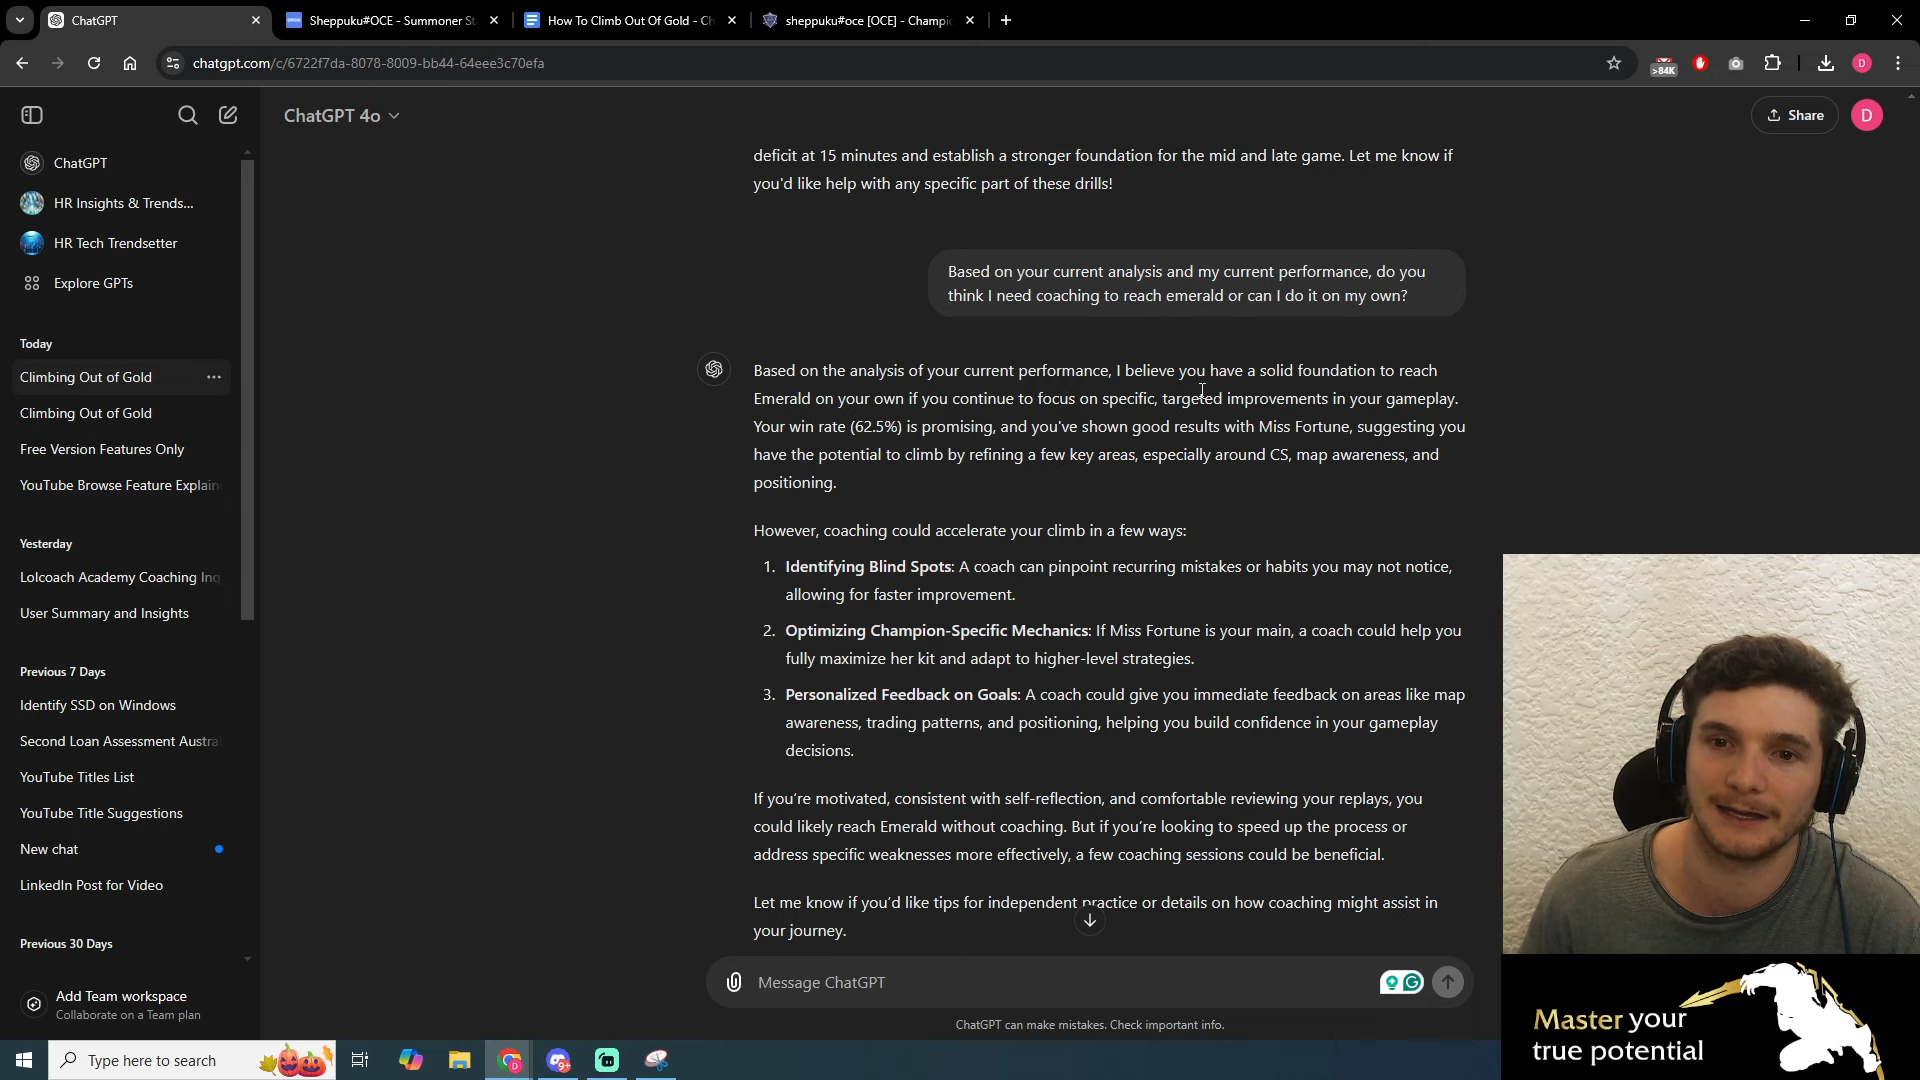 ChatGPT
Sheppuku#OCE - Summoner St
How To Climb Out Of Gold - Ch
sheppuku#oce [OCE] - Champio
chatgpt.com/c/6722f7da-8078-8009-bb44-64eee3c70efa
>84K
D
ChatGPT 4o
Share
D
ChatGPT
HR Insights & Trends...
HR Tech Trendsetter
Explore GPTs
Today
Climbing Out of Gold
Climbing Out of Gold
Free Version Features Only
YouTube Browse Feature Explain
Yesterday
Lolcoach Academy Coaching Inq
User Summary and Insights
Previous 7 Days
Identify SSD on Windows
Second Loan Assessment Austra
YouTube Titles List
YouTube Title Suggestions
New chat
LinkedIn Post for Video
Previous 30 Days
Add Team workspace
Collaborate on a Team plan
deficit at 15 minutes and establish a stronger foundation for the mid and late game. Let me know if
you'd like help with any specific part of these drills!
Based on your current analysis and my current performance, do you
think I need coaching to reach emerald or can I do it on my own?
Based on the analysis of your current performance, I believe you have a solid foundation to reach
Emerald on your own if you continue to focus on specific, targeted improvements in your gameplay.
Your win rate (62.5%) is promising, and you've shown good results with Miss Fortune, suggesting you
have the potential to climb by refining a few key areas, especially around CS, map awareness, and
positioning.
However, coaching could accelerate your climb in a few ways:
1. Identifying Blind Spots: A coach can pinpoint recurring mistakes or habits you may not notice,
allowing for faster improvement.
2. Optimizing Champion-Specific Mechanics: If Miss Fortune is your main, a coach could help you
fully maximize her kit and adapt to higher-level strategies.
3. Personalized Feedback on Goals: A coach could give you immediate feedback on areas like map
awareness, trading patterns, and positioning, helping you build confidence in your gameplay
decisions.
If you're motivated, consistent with self-reflection, and comfortable reviewing your replays, you
could likely reach Emerald without coaching. But if you're looking to speed up the process or
address specific weaknesses more effectively, a few coaching sessions could be beneficial.
Let me know if you'd like tips for independent practice or details on how coaching might assist in
your journey.
Message ChatGPT
ChatGPT can make mistakes. Check important info.
Master your
true potential
Type here to search
D
9+